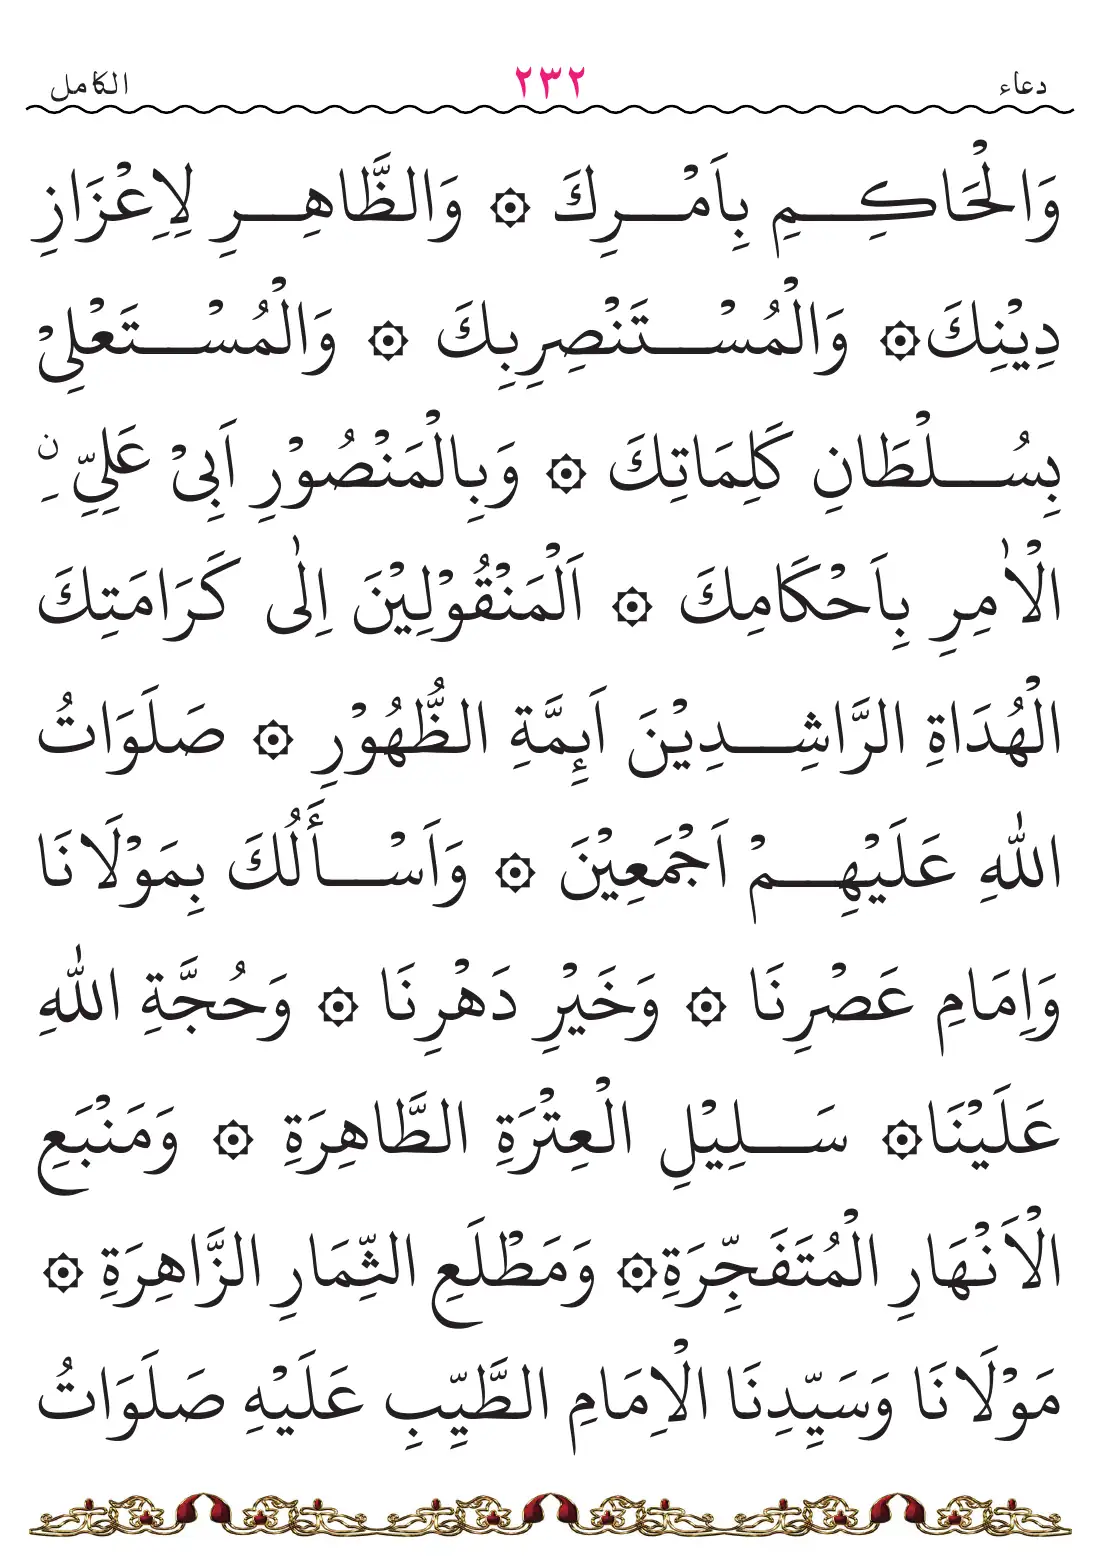 دعاء ٢٣٢ الكامل
وَالْحَاكِمِ بِاَمْرِكَ ۞ وَالظَّاهِرِ لِاِعْزَازِ
دِيْنِكَ ۞ وَالْمُسْتَنْصِرِبِكَ ۞ وَالْمُسْتَعْلِيْ
بِسُلْطَانِ كَلِمَاتِكَ ۞ وَبِالْمَنْصُوْرِ اَبِيْ عَلِيِّ نِ
الْاٰمِرِ بِاَحْكَامِكَ ۞ اَلْمَنْقُوْلِيْنَ اِلٰى كَرَامَتِكَ
الْهُدَاةِ الرَّاشِدِيْنَ اَئِمَّةِ الظُّهُوْرِ ۞ صَلَوَاتُ
اللهِ عَلَيْهِمْ اَجْمَعِيْنَ ۞ وَاَسْأَلُكَ بِمَوْلَانَا
وَاِمَامِ عَصْرِنَا ۞ وَخَيْرِ دَهْرِنَا ۞ وَحُجَّةِ اللهِ
عَلَيْنَا ۞ سَلِيْلِ الْعِتْرَةِ الطَّاهِرَةِ ۞ وَمَنْبَعِ
الْاَنْهَارِ الْمُتَفَجِّرَةِ ۞ وَمَطْلَعِ الثِّمَارِ الزَّاهِرَةِ ۞
مَوْلَانَا وَسَيِّدِنَا الْاِمَامِ الطَّيِّبِ عَلَيْهِ صَلَوَاتُ